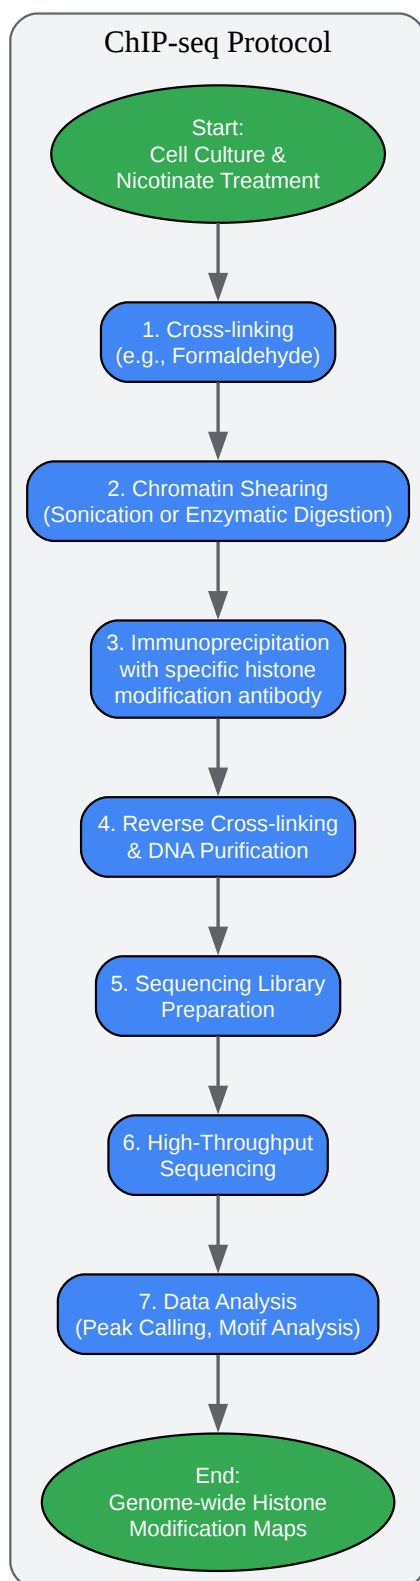 ChIP-seq Protocol
Start:
Cell Culture &
Nicotinate Treatment
1. Cross-linking
(e.g., Formaldehyde)
2. Chromatin Shearing
(Sonication or Enzymatic Digestion)
3. Immunoprecipitation
with specific histone
modification antibody
4. Reverse Cross-linking
& DNA Purification
5. Sequencing Library
Preparation
6. High-Throughput
Sequencing
7. Data Analysis
(Peak Calling, Motif Analysis)
End:
Genome-wide Histone
Modification Maps